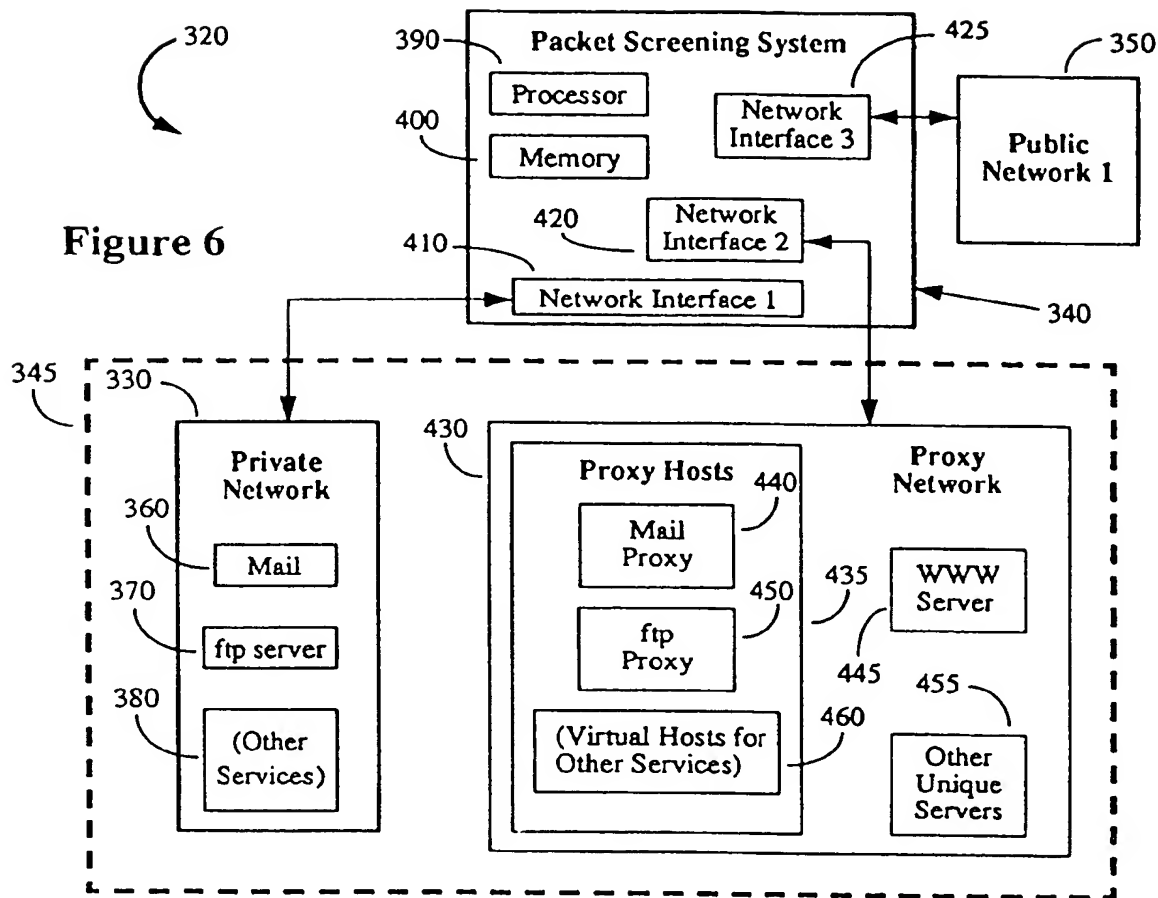 320
390
Packet Screening System
425
350
Processor
400
Memory
Network
Interface 3
Public
Network 1
Figure 6
420
Network
Interface 2
410
Network Interface 1
340
345
330
Private
Network
430
Proxy Hosts
440
Proxy
Network
360
Mail
Mail
Proxy
450
435
WWW
Server
370
ftp server
ftp
Proxy
445
455
380
(Other
Services)
(Virtual Hosts for
Other Services)
460
Other
Unique
Servers